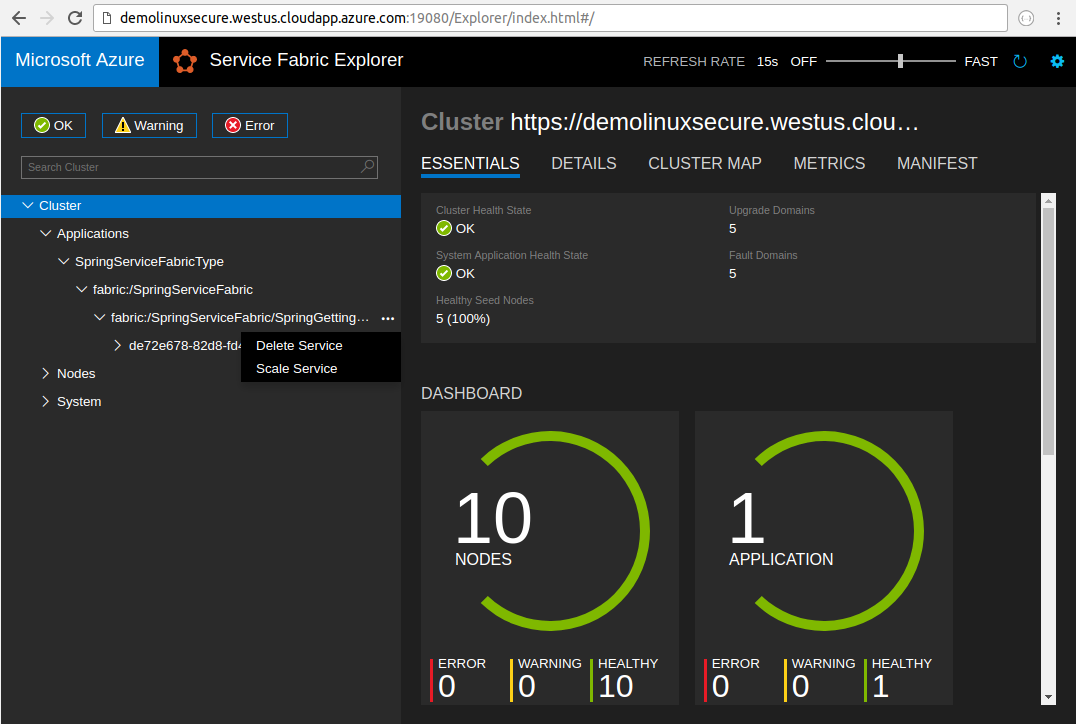 demolinuxsecure.westus.cloudapp.azure.com:19080/Explorer/index.html#/
Microsoft Azure Service Fabric Explorer REFRESH RATE 15s OFF FAST
OK Warning Error
Search Cluster
Cluster
Applications
SpringServiceFabricType
fabric:/SpringServiceFabric
fabric:/SpringServiceFabric/SpringGetting... •••
de72e678-82d8-fd4
Delete Service
Scale Service
Nodes
System
Cluster https://demolinuxsecure.westus.clou...
ESSENTIALS DETAILS CLUSTER MAP METRICS MANIFEST
Cluster Health State Upgrade Domains
OK 5
System Application Health State Fault Domains
OK 5
Healthy Seed Nodes
5 (100%)
DASHBOARD
10 1
NODES APPLICATION
ERROR WARNING HEALTHY ERROR WARNING HEALTHY
0 0 10 0 0 1